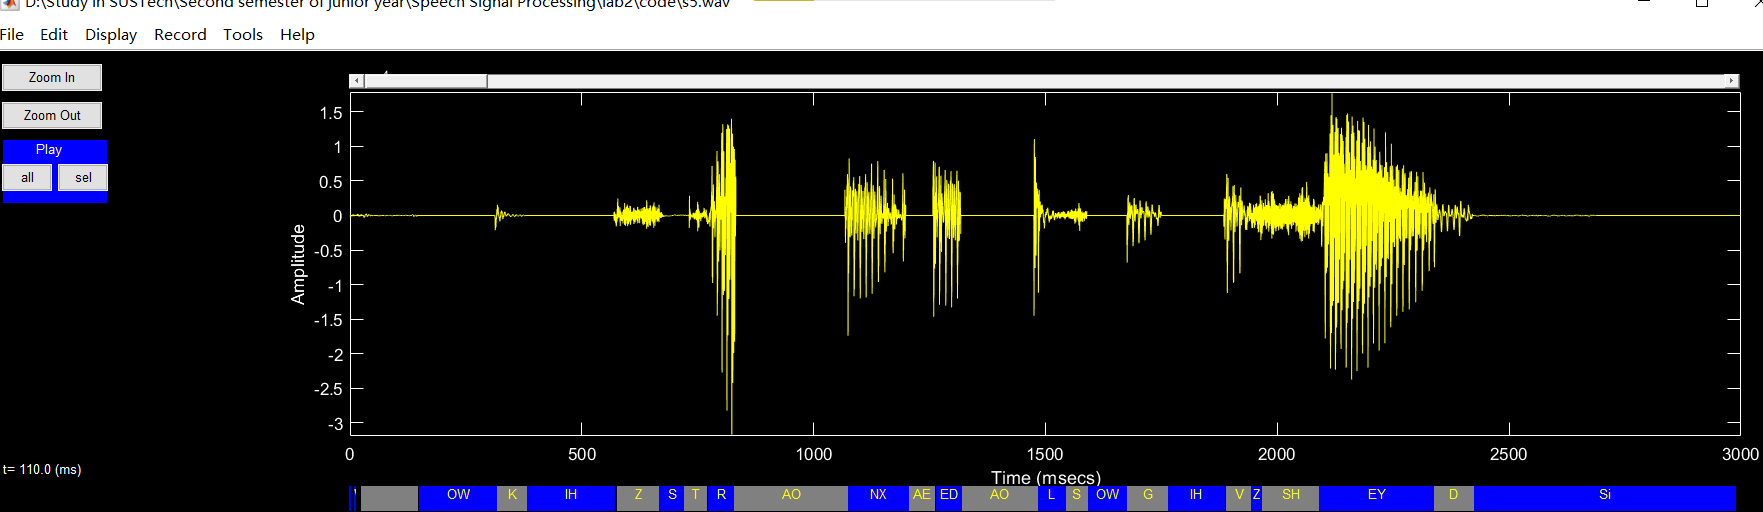 D:\Study in SUSTech\Second semester of junior year\Speech Signal Processing\lab2\code\s5.wav
File Edit Display Record Tools Help
Zoom In
Zoom Out
Play
all sel
1.5
1
0.5
0
-0.5
-1
-1.5
-2
-2.5
-3
Amplitude
0 500 1000 1500 2000 2500 3000
Time (msecs)
t= 110.0 (ms)
OW K IH Z S T R AO NX AE ED AO L S OW G IH V Z SH EY D Si